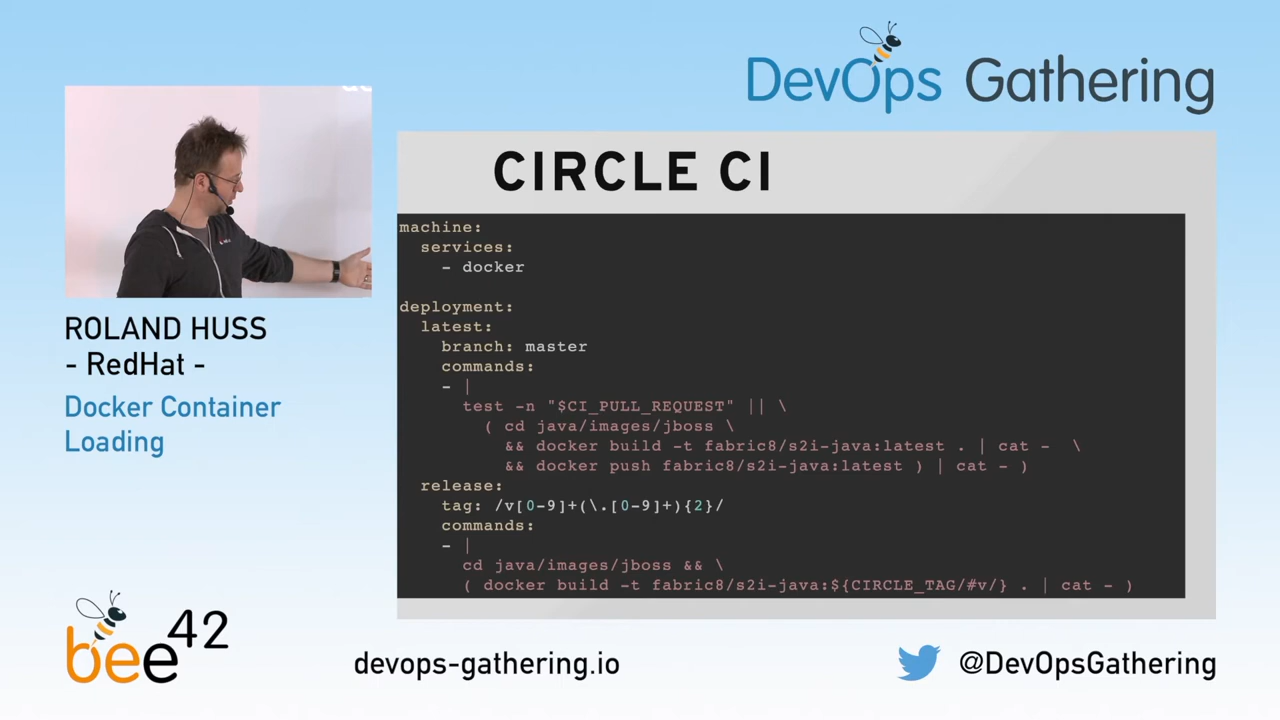 DevOps Gathering
CIRCLE CI
machine:
  services:
    - docker
deployment:
  latest:
    branch: master
    commands:
    - |
      test -n "$CI_PULL_REQUEST" || \
        ( cd java/images/jboss \
          && docker build -t fabric8/s2i-java:latest . | cat -  \
          && docker push fabric8/s2i-java:latest ) | cat - )
  release:
    tag: /v[0-9]+(\.[0-9]+){2}/
    commands:
    - |
      cd java/images/jboss && \
      ( docker build -t fabric8/s2i-java:${CIRCLE_TAG/#v/} . | cat - )
ROLAND HUSS
- RedHat -
Docker Container
Loading
bee42
devops-gathering.io
@DevOpsGathering